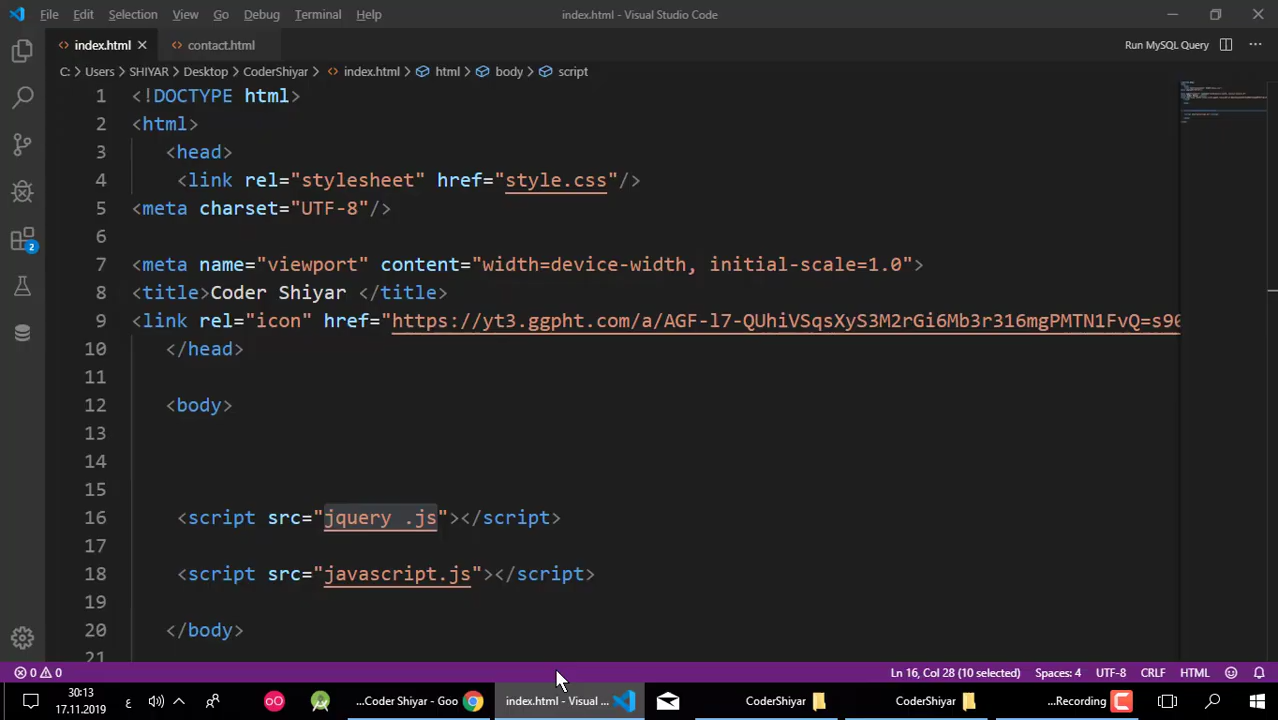 File Edit Selection View Go Debug Terminal Help
index.html - Visual Studio Code
index.html contact.html
Run MySQL Query
C: > Users > SHIYAR > Desktop > CoderShiyar > index.html > html > body > script
1 <!DOCTYPE html>
2 <html>
3 <head>
4 <link rel="stylesheet" href="style.css"/>
5 <meta charset="UTF-8"/>
6
7 <meta name="viewport" content="width=device-width, initial-scale=1.0">
8 <title>Coder Shiyar </title>
9 <link rel="icon" href="https://yt3.ggpht.com/a/AGF-l7-QUhiVSqsXyS3M2rGi6Mb3r316mgPMTN1FvQ=s90
10 </head>
11
12 <body>
13
14
15
16 <script src="jquery .js"></script>
17
18 <script src="javascript.js"></script>
19
20 </body>
21
2
0 0
Ln 16, Col 28 (10 selected) Spaces: 4 UTF-8 CRLF HTML
30:13
17.11.2019
ع
...Coder Shiyar - Goo
index.html - Visual ...
CoderShiyar
CoderShiyar
...Recording